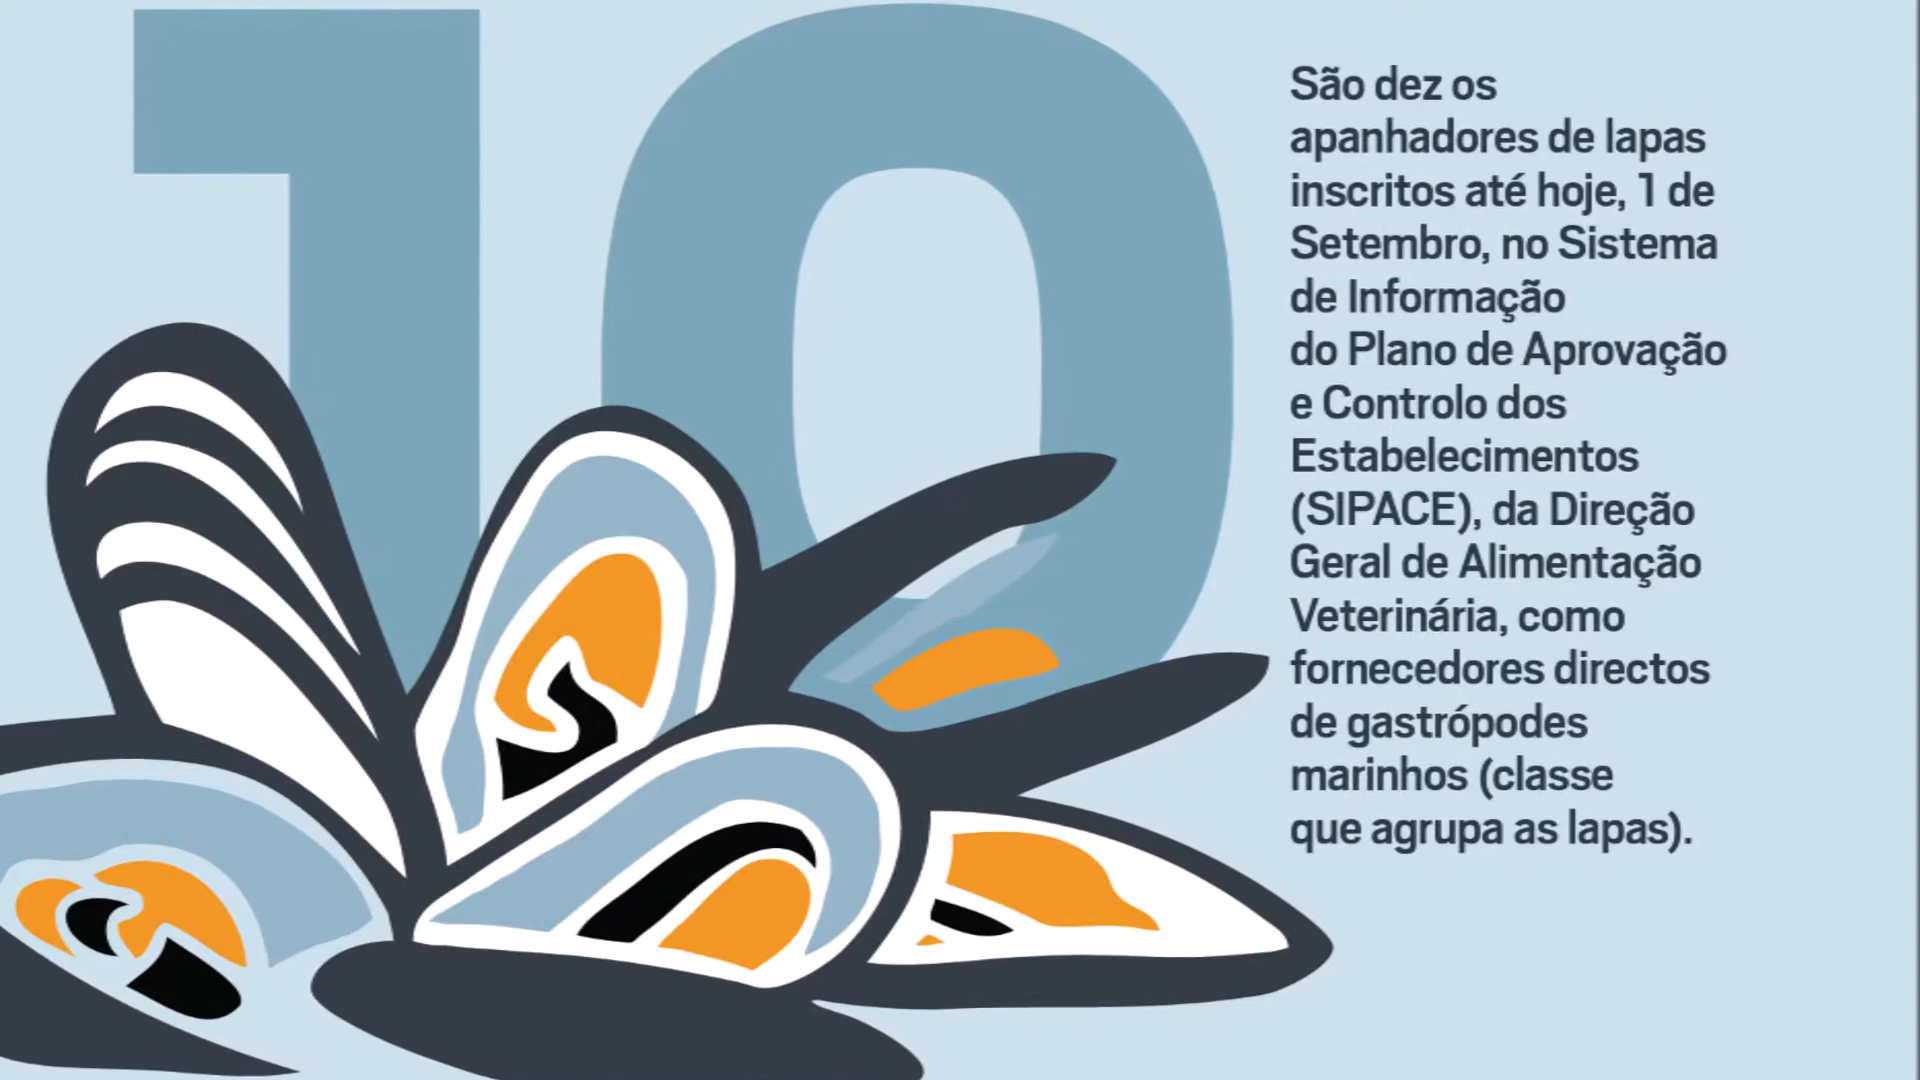 10
São dez os
apanhadores de lapas
inscritos até hoje, 1 de
Setembro, no Sistema
de Informação
do Plano de Aprovação
e Controlo dos
Estabelecimentos
(SIPACE), da Direção
Geral de Alimentação
Veterinária, como
fornecedores directos
de gastrópodes
marinhos (classe
que agrupa as lapas).